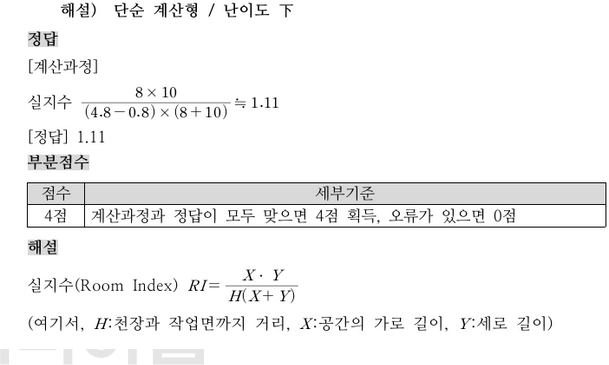 해설) 단순 계산형 / 난이도 下
정답
[계산과정]
실지수 8 × 10 / (4.8 − 0.8) × (8 + 10) ≒ 1.11
[정답] 1.11
부분점수
점수 세부기준
4점 계산과정과 정답이 모두 맞으면 4점 획득, 오류가 있으면 0점
해설
실지수(Room Index) RI = X · Y / H(X + Y)
(여기서, H:천장과 작업면까지 거리, X:공간의 가로 길이, Y:세로 길이)